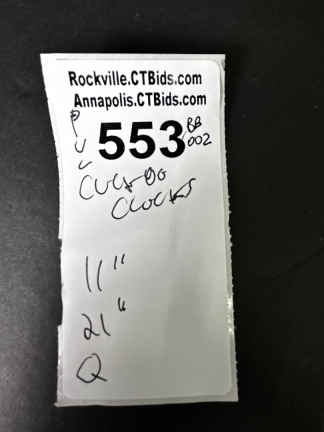 Rockville.CTBids.com
Annapolis.CTBids.com
P
553 BB
002
CUCKOO
CLOCKS
11"
21"
Q